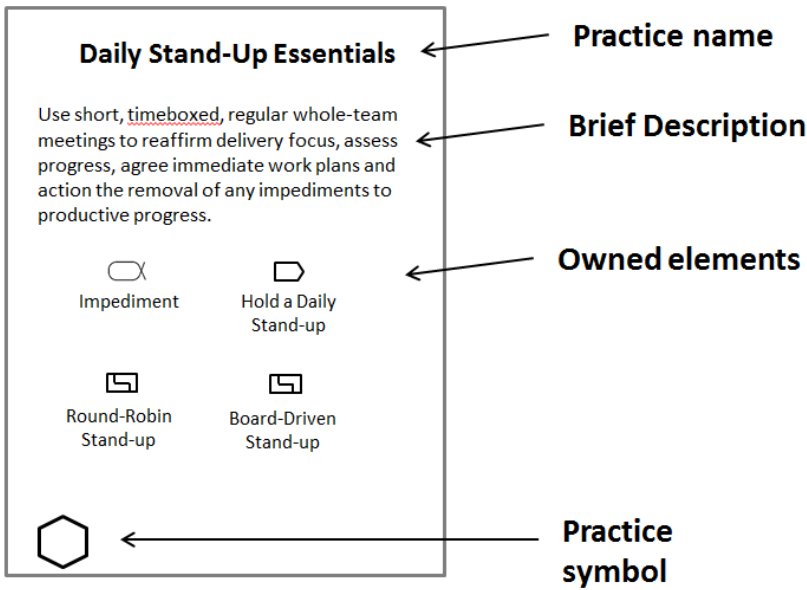 Daily Stand-Up Essentials
Practice name
Use short, timeboxed, regular whole-team
meetings to reaffirm delivery focus, assess
progress, agree immediate work plans and
action the removal of any impediments to
productive progress.
Brief Description
Owned elements
Impediment
Hold a Daily
Stand-up
Round-Robin
Stand-up
Board-Driven
Stand-up
Practice
symbol